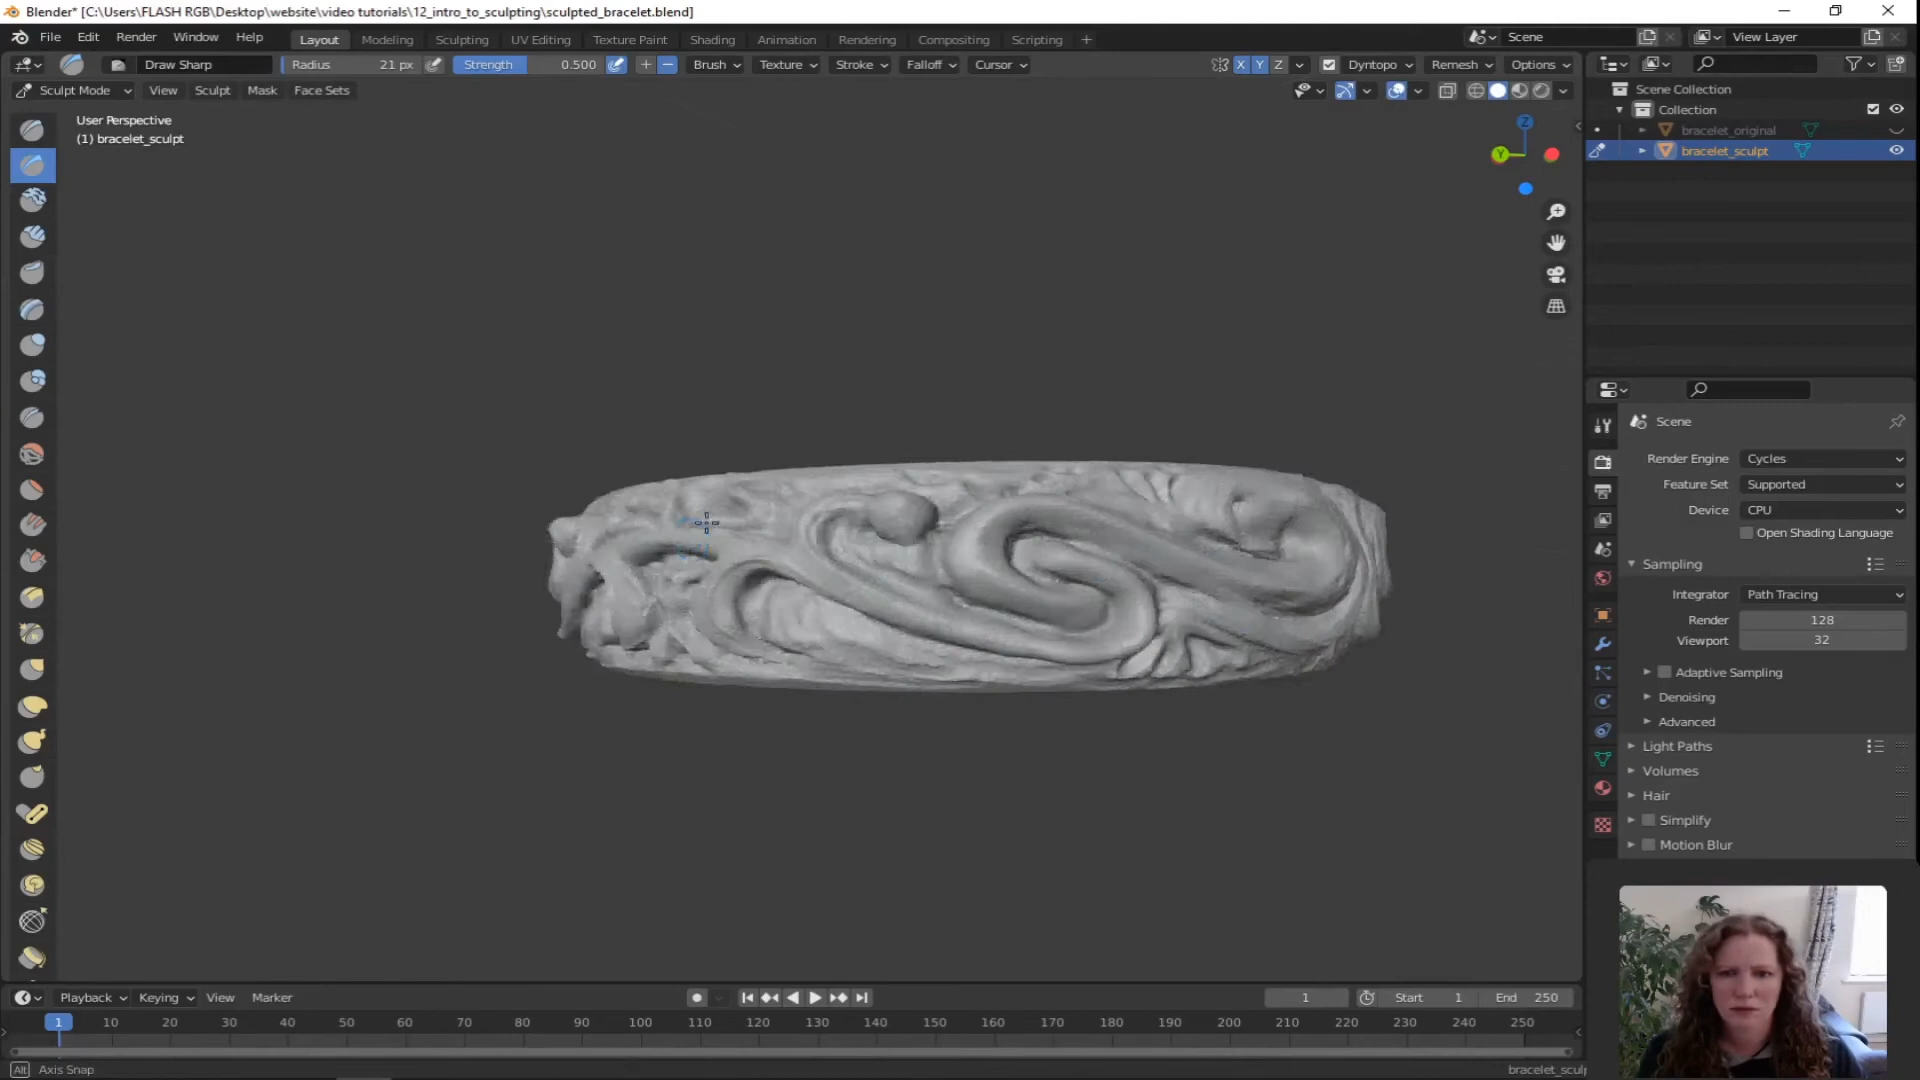 Blender* [C:\Users\FLASH RGB\Desktop\website\video tutorials\12_intro_to_sculpting\sculpted_bracelet.blend]
File Edit Render Window Help Layout Modeling Sculpting UV Editing Texture Paint Shading Animation Rendering Compositing Scripting + Scene View Layer
Draw Sharp Radius 21 px Strength 0.500 Brush Texture Stroke Falloff Cursor X Y Z Dyntopo Remesh Options
Sculpt Mode View Sculpt Mask Face Sets
Scene Collection
Collection
bracelet_original
bracelet_sculpt
User Perspective
(1) bracelet_sculpt
Z
Y
Scene
Render Engine Cycles
Feature Set Supported
Device CPU
Open Shading Language
Sampling
Integrator Path Tracing
Render 128
Viewport 32
Adaptive Sampling
Denoising
Advanced
Light Paths
Volumes
Hair
Simplify
Motion Blur
Playback Keying View Marker 1 Start 1 End 250
1 10 20 30 40 50 60 70 80 90 100 110 120 130 140 150 160 170 180 190 200 210 220 230 240 250
Alt Axis Snap bracelet_sculp